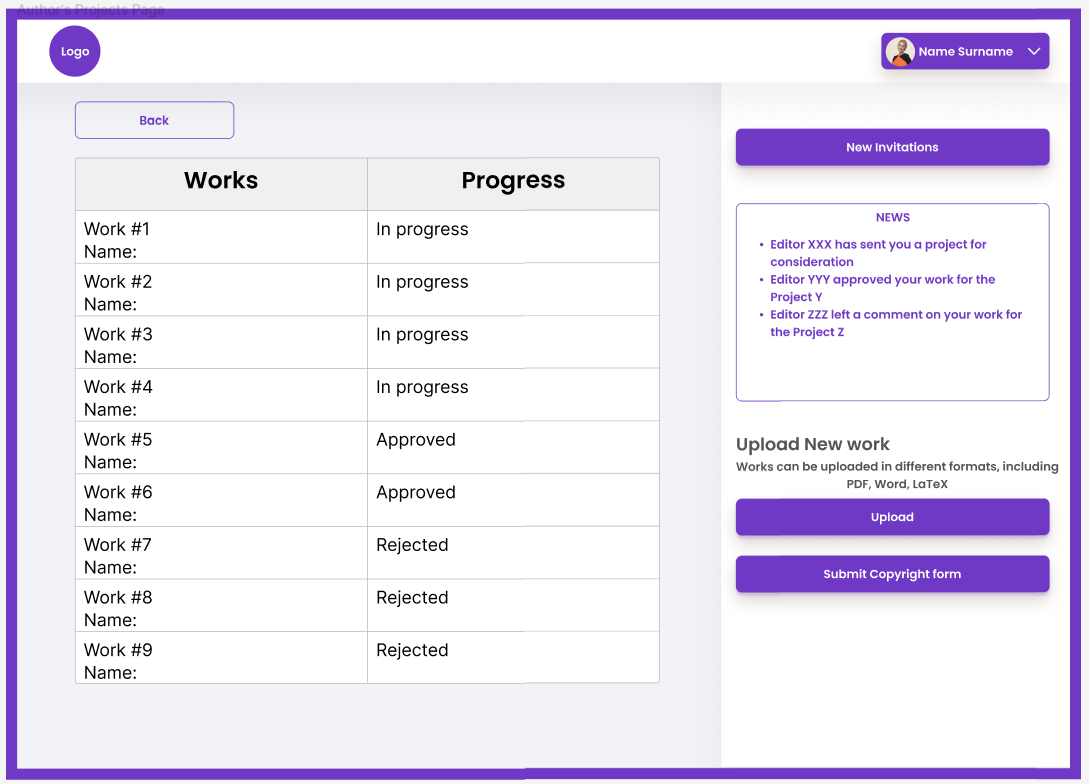 Author's Projects Page
Logo
Name Surname
Back
Works
Progress
Work #1
Name:
In progress
Work #2
Name:
In progress
Work #3
Name:
In progress
Work #4
Name:
In progress
Work #5
Name:
Approved
Work #6
Name:
Approved
Work #7
Name:
Rejected
Work #8
Name:
Rejected
Work #9
Name:
Rejected
New Invitations
NEWS
• Editor XXX has sent you a project for
consideration
• Editor YYY approved your work for the
Project Y
• Editor ZZZ left a comment on your work for
the Project Z
Upload New work
Works can be uploaded in different formats, including
PDF, Word, LaTeX
Upload
Submit Copyright form